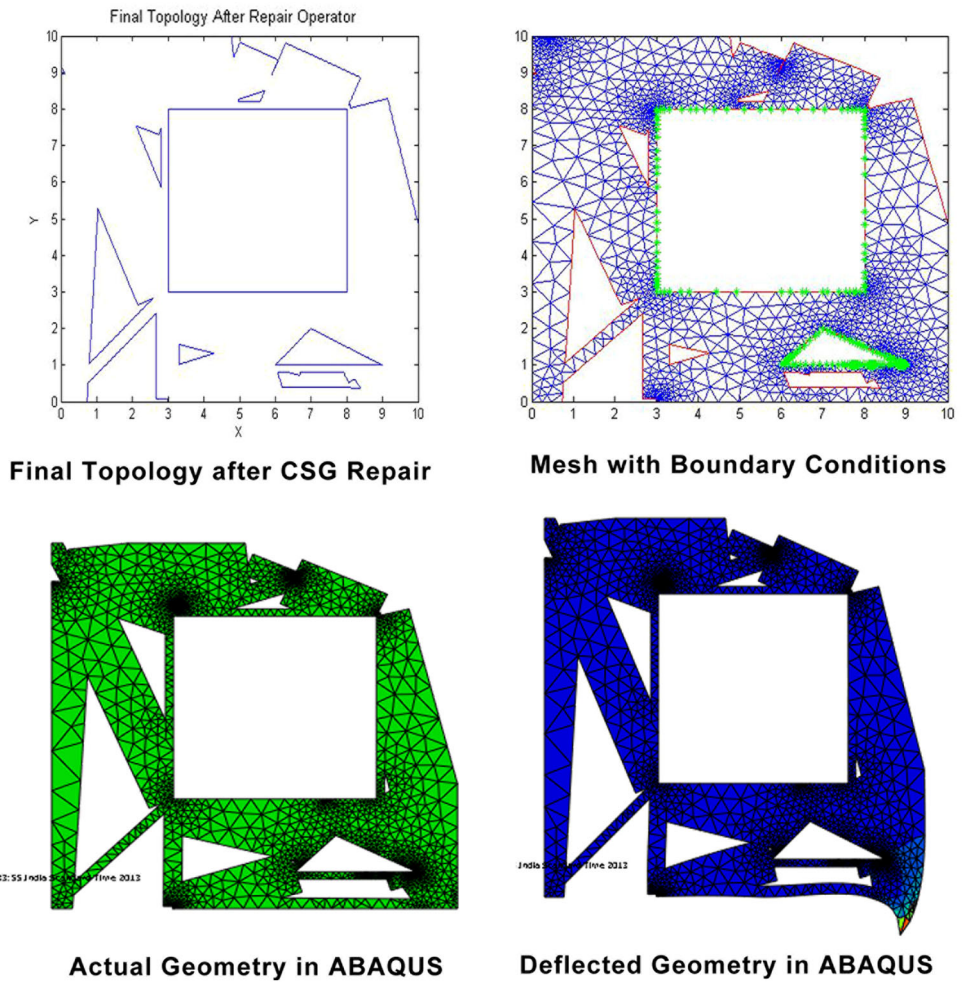 Final Topology After Repair Operator
10
9
8
7
6
5
4
3
2
1
0
Y
0 1 2 3 4 5 6 7 8 9 10
X
10
9
8
7
6
5
4
3
2
1
0
0 1 2 3 4 5 6 7 8 9 10
Final Topology after CSG Repair
Mesh with Boundary Conditions
Time 2013
India
Time 2013
Actual Geometry in ABAQUS
Deflected Geometry in ABAQUS